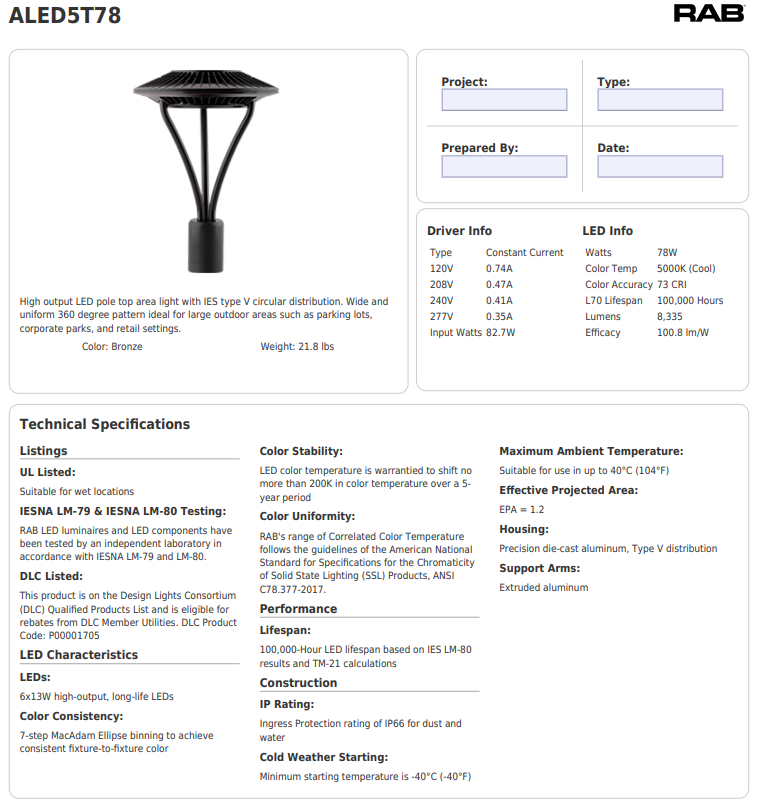 ALED5T78
RAB
High output LED pole top area light with IES type V circular distribution. Wide and
uniform 360 degree pattern ideal for large outdoor areas such as parking lots,
corporate parks, and retail settings.
Color: Bronze Weight: 21.8 lbs
Project: Type:
Prepared By: Date:
Driver Info
Type Constant Current
120V 0.74A
208V 0.47A
240V 0.41A
277V 0.35A
Input Watts 82.7W
LED Info
Watts 78W
Color Temp 5000K (Cool)
Color Accuracy 73 CRI
L70 Lifespan 100,000 Hours
Lumens 8,335
Efficacy 100.8 lm/W
Technical Specifications
Listings
UL Listed:
Suitable for wet locations
IESNA LM-79 & IESNA LM-80 Testing:
RAB LED luminaires and LED components have
been tested by an independent laboratory in
accordance with IESNA LM-79 and LM-80.
DLC Listed:
This product is on the Design Lights Consortium
(DLC) Qualified Products List and is eligible for
rebates from DLC Member Utilities. DLC Product
Code: P00001705
LED Characteristics
LEDs:
6x13W high-output, long-life LEDs
Color Consistency:
7-step MacAdam Ellipse binning to achieve
consistent fixture-to-fixture color
Color Stability:
LED color temperature is warrantied to shift no
more than 200K in color temperature over a 5-
year period
Color Uniformity:
RAB's range of Correlated Color Temperature
follows the guidelines of the American National
Standard for Specifications for the Chromaticity
of Solid State Lighting (SSL) Products, ANSI
C78.377-2017.
Performance
Lifespan:
100,000-Hour LED lifespan based on IES LM-80
results and TM-21 calculations
Construction
IP Rating:
Ingress Protection rating of IP66 for dust and
water
Cold Weather Starting:
Minimum starting temperature is -40°C (-40°F)
Maximum Ambient Temperature:
Suitable for use in up to 40°C (104°F)
Effective Projected Area:
EPA = 1.2
Housing:
Precision die-cast aluminum, Type V distribution
Support Arms:
Extruded aluminum